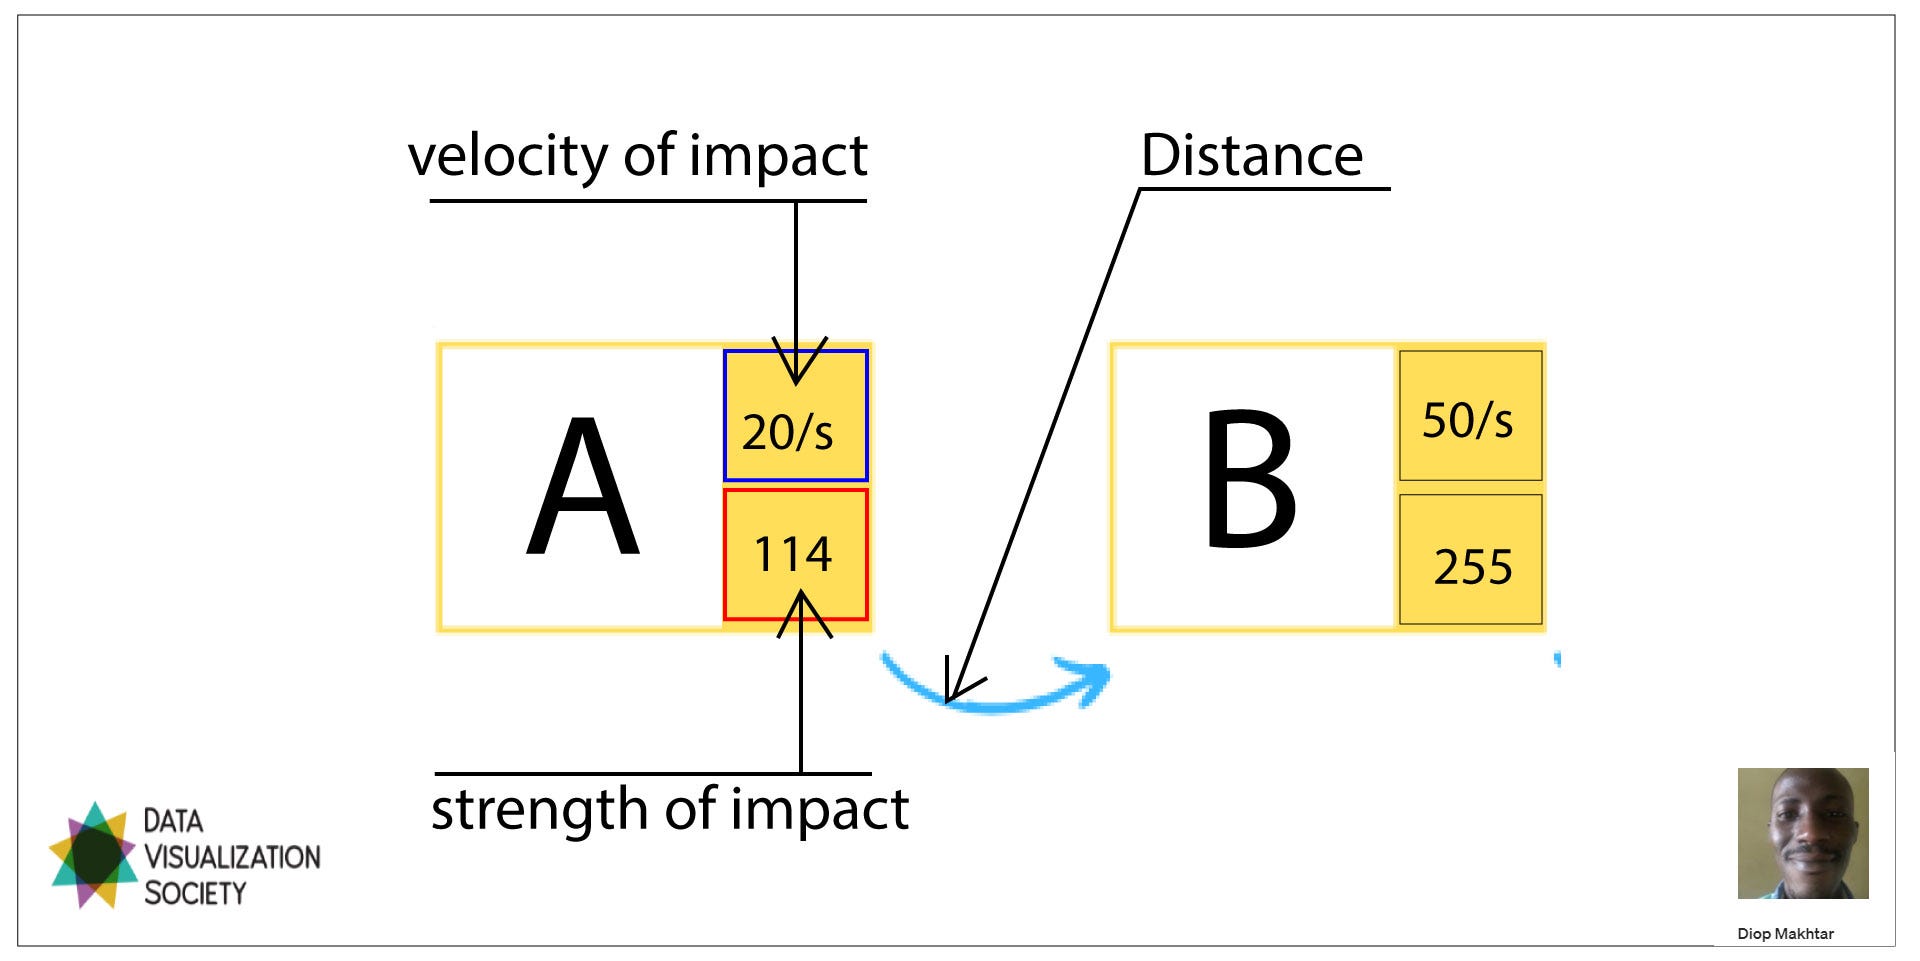 velocity of impact
Distance
A
20/s
114
B
50/s
255
strength of impact
DATA
VISUALIZATION
SOCIETY
Diop Makhtar